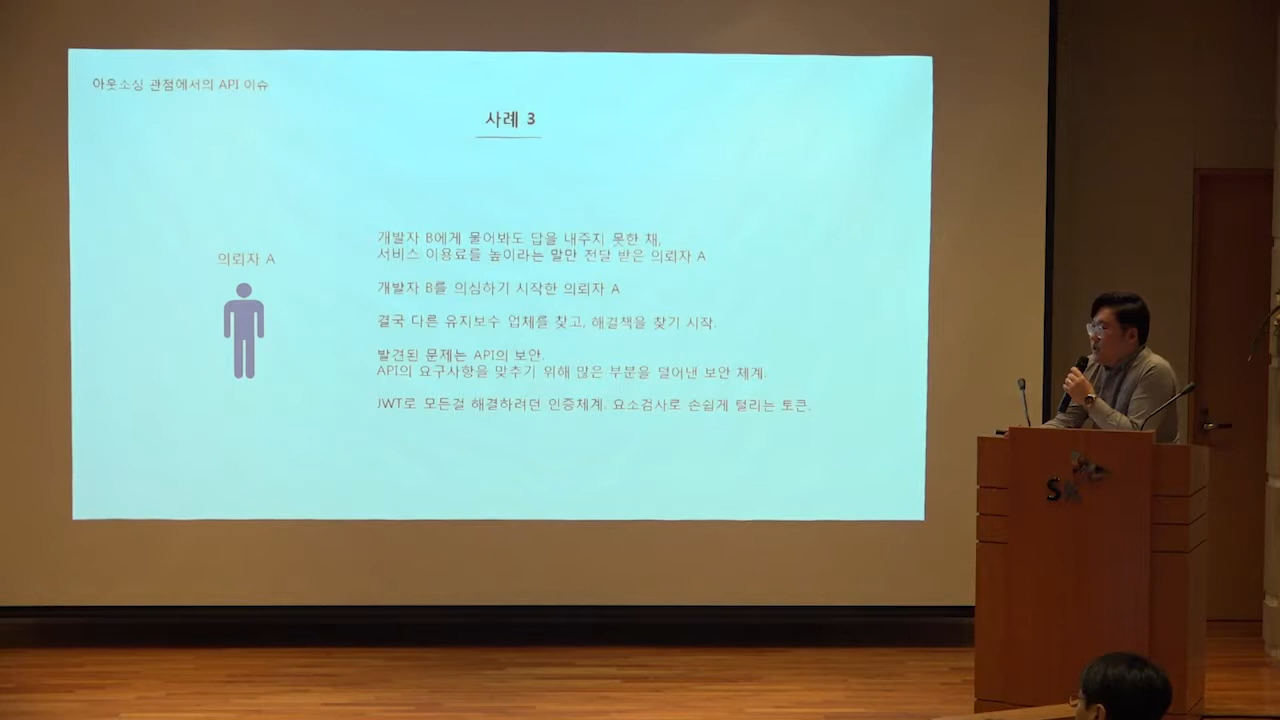 아웃소싱 관점에서의 API 이슈
사례 3
의뢰자 A
개발자 B에게 물어봐도 답을 내주지 못한 채,
서비스 이용료를 높이라는 말만 전달 받은 의뢰자 A
개발자 B를 의심하기 시작한 의뢰자 A
결국 다른 유지보수 업체를 찾고, 해결책을 찾기 시작.
발견된 문제는 API의 보안.
API의 요구사항을 맞추기 위해 많은 부분을 덜어낸 보안 체계.
JWT로 모든걸 해결하려던 인증체계. 요소검사로 손쉽게 털리는 토큰.
SK